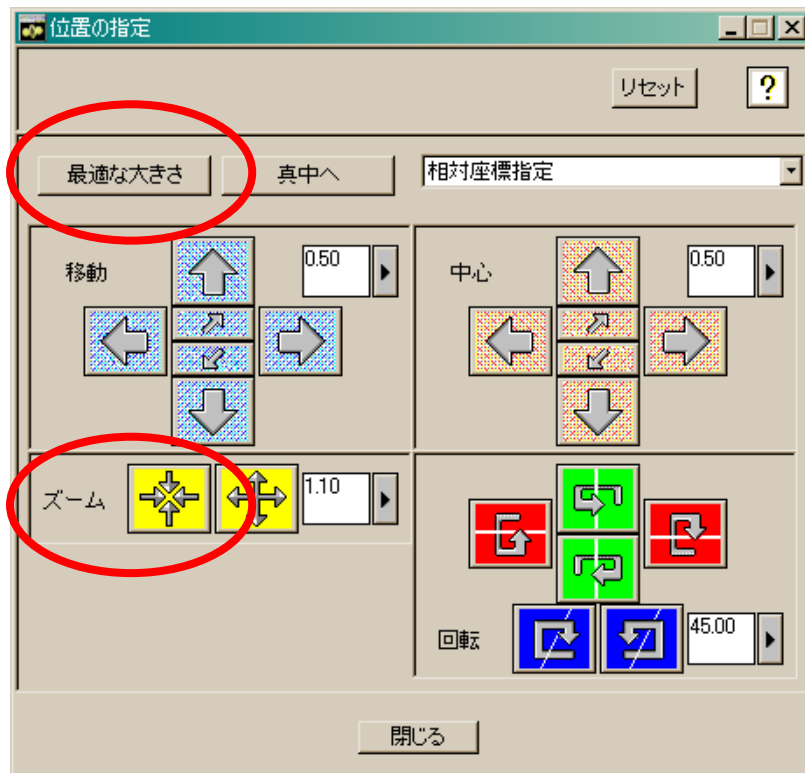 位置の指定
リセット
?
最適な大きさ
真中へ
相対座標指定
移動
0.50
中心
0.50
ズーム
1.10
回転
45.00
閉じる